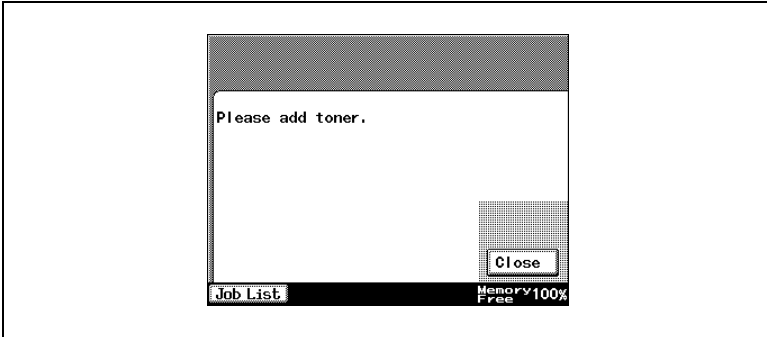 Please add toner.
Close
Job List
Memory
Free 100%